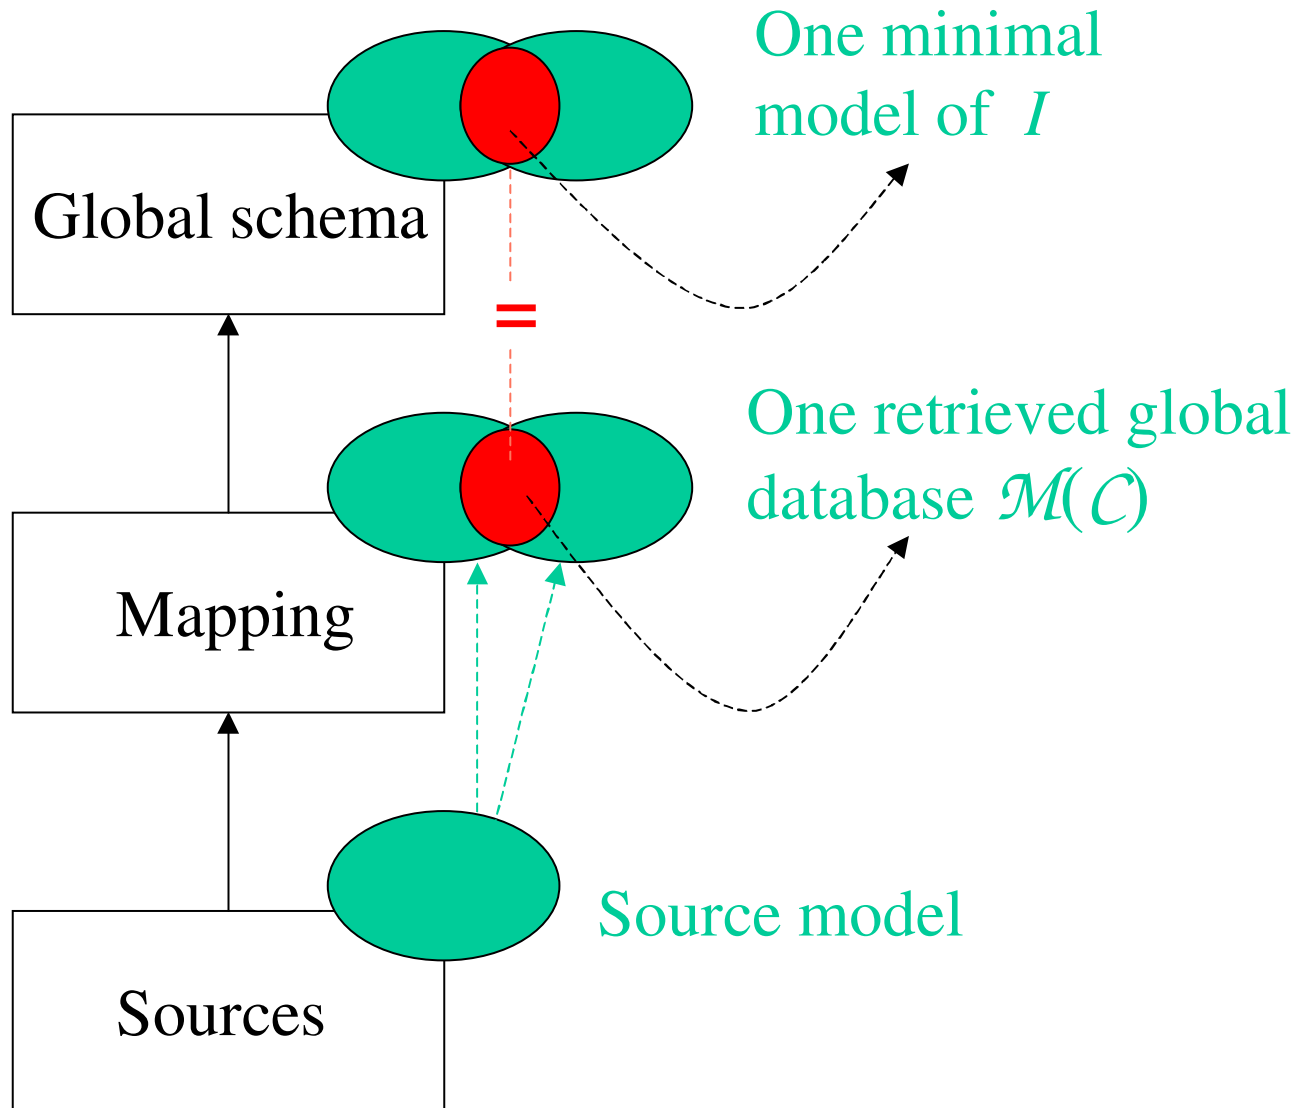 One minimal
model of I
Global schema
=
One retrieved global
database ℳ(𝒞)
Mapping
Source model
Sources